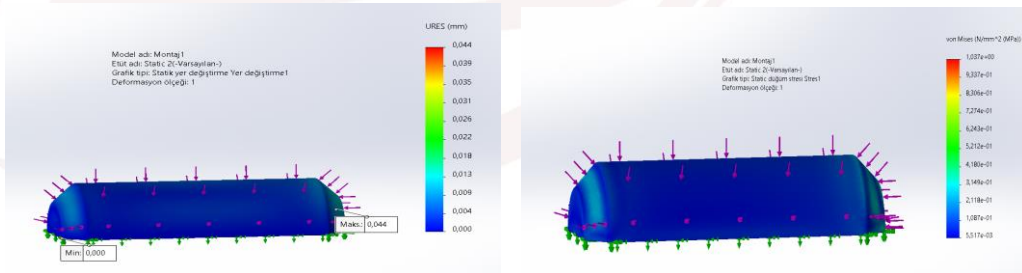 URES (mm)
Model adı: Montaj1
Etüt adı: Static 2(-Varsayılan-)
Grafik tipi: Statik yer değiştirme Yer değiştirme1
Deformasyon ölçeği: 1
0,044
0,039
0,035
0,031
0,026
0,022
0,018
0,013
0,009
0,004
0,000
Maks.: 0,044
Min: 0,000
von Mises (N/mm^2 (MPa))
Model adı: Montaj1
Etüt adı: Static 2(-Varsayılan-)
Grafik tipi: Static düğüm stresi Stres1
Deformasyon ölçeği: 1
1,037e+00
9,337e-01
8,306e-01
7,274e-01
6,243e-01
5,212e-01
4,180e-01
3,149e-01
2,118e-01
1,087e-01
5,517e-03